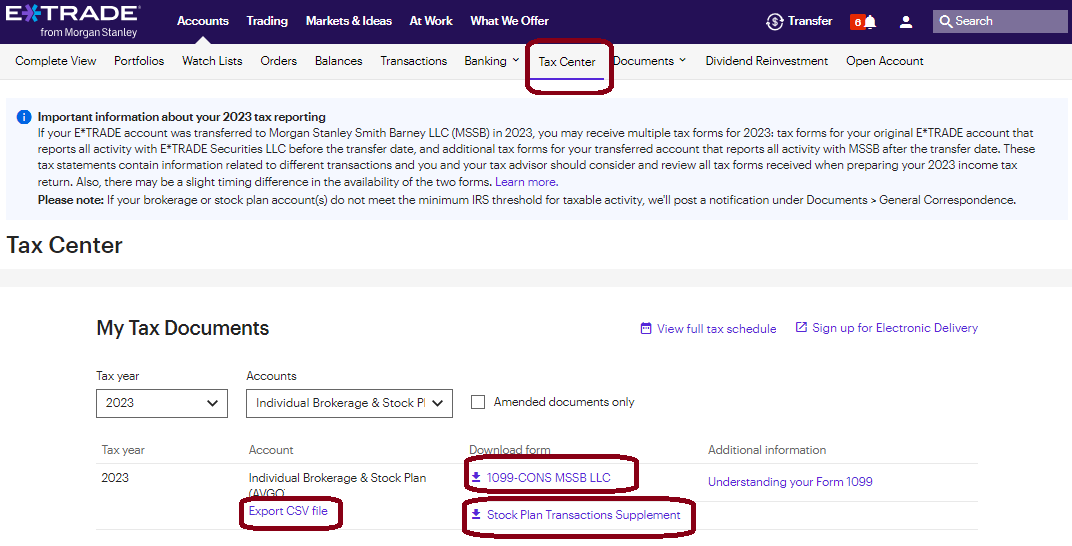 E*TRADE®
from Morgan Stanley
Accounts Trading Markets & Ideas At Work What We Offer
Transfer 6 Search
Complete View Portfolios Watch Lists Orders Balances Transactions Banking Tax Center Documents Dividend Reinvestment Open Account
Important information about your 2023 tax reporting
If your E*TRADE account was transferred to Morgan Stanley Smith Barney LLC (MSSB) in 2023, you may receive multiple tax forms for 2023: tax forms for your original E*TRADE account that
reports all activity with E*TRADE Securities LLC before the transfer date, and additional tax forms for your transferred account that reports all activity with MSSB after the transfer date. These
tax statements contain information related to different transactions and you and your tax advisor should consider and review all tax forms received when preparing your 2023 income tax
return. Also, there may be a slight timing difference in the availability of the two forms. Learn more.
Please note: If your brokerage or stock plan account(s) do not meet the minimum IRS threshold for taxable activity, we'll post a notification under Documents > General Correspondence.
Tax Center
My Tax Documents
View full tax schedule Sign up for Electronic Delivery
Tax year Accounts
2023 Individual Brokerage & Stock Pl Amended documents only
Tax year Account Download form Additional information
2023 Individual Brokerage & Stock Plan 1099-CONS MSSB LLC Understanding your Form 1099
(AVGO)
Export CSV file Stock Plan Transactions Supplement